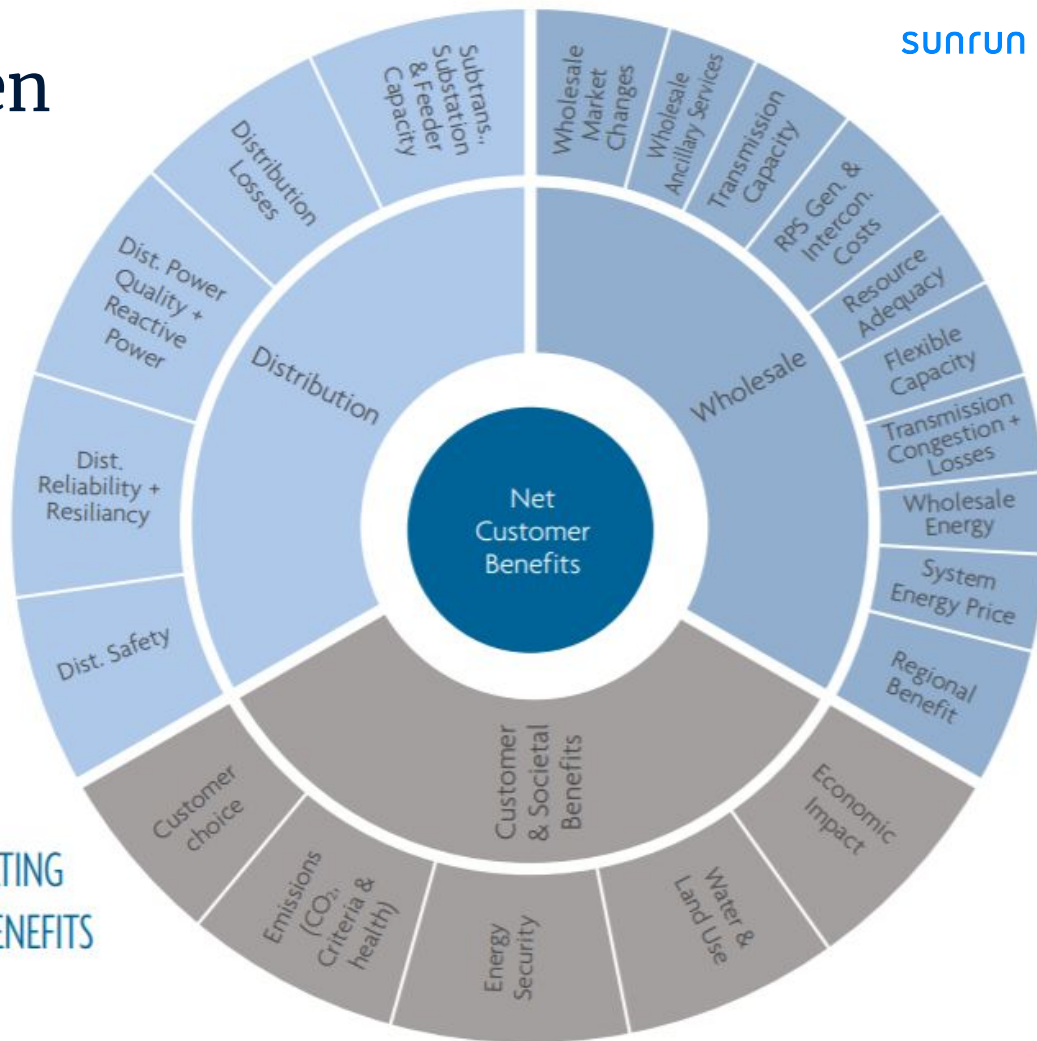 en
sunrun
Subtrans.,
Substation
& Feeder
Capacity
Distribution
Losses
Dist. Power
Quality +
Reactive
Power
Dist.
Reliability +
Resiliancy
Dist. Safety
Wholesale
Market
Changes
Wholesale
Ancillary Services
Transmission
Capacity
RPS Gen. &
Intercon.
Costs
Resource
Adequacy
Flexible
Capacity
Transmission
Congestion +
Losses
Wholesale
Energy
System
Energy Price
Regional
Benefit
Distribution
Wholesale
Net
Customer
Benefits
Customer
& Societal
Benefits
Customer
choice
Emissions
(CO₂,
Criteria &
health)
Energy
Security
Water &
Land Use
Economic
Impact
TING
ENEFITS